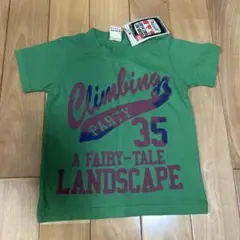 Climbing
PARTY
35
A FAIRY-TALE
LANDSCAPE